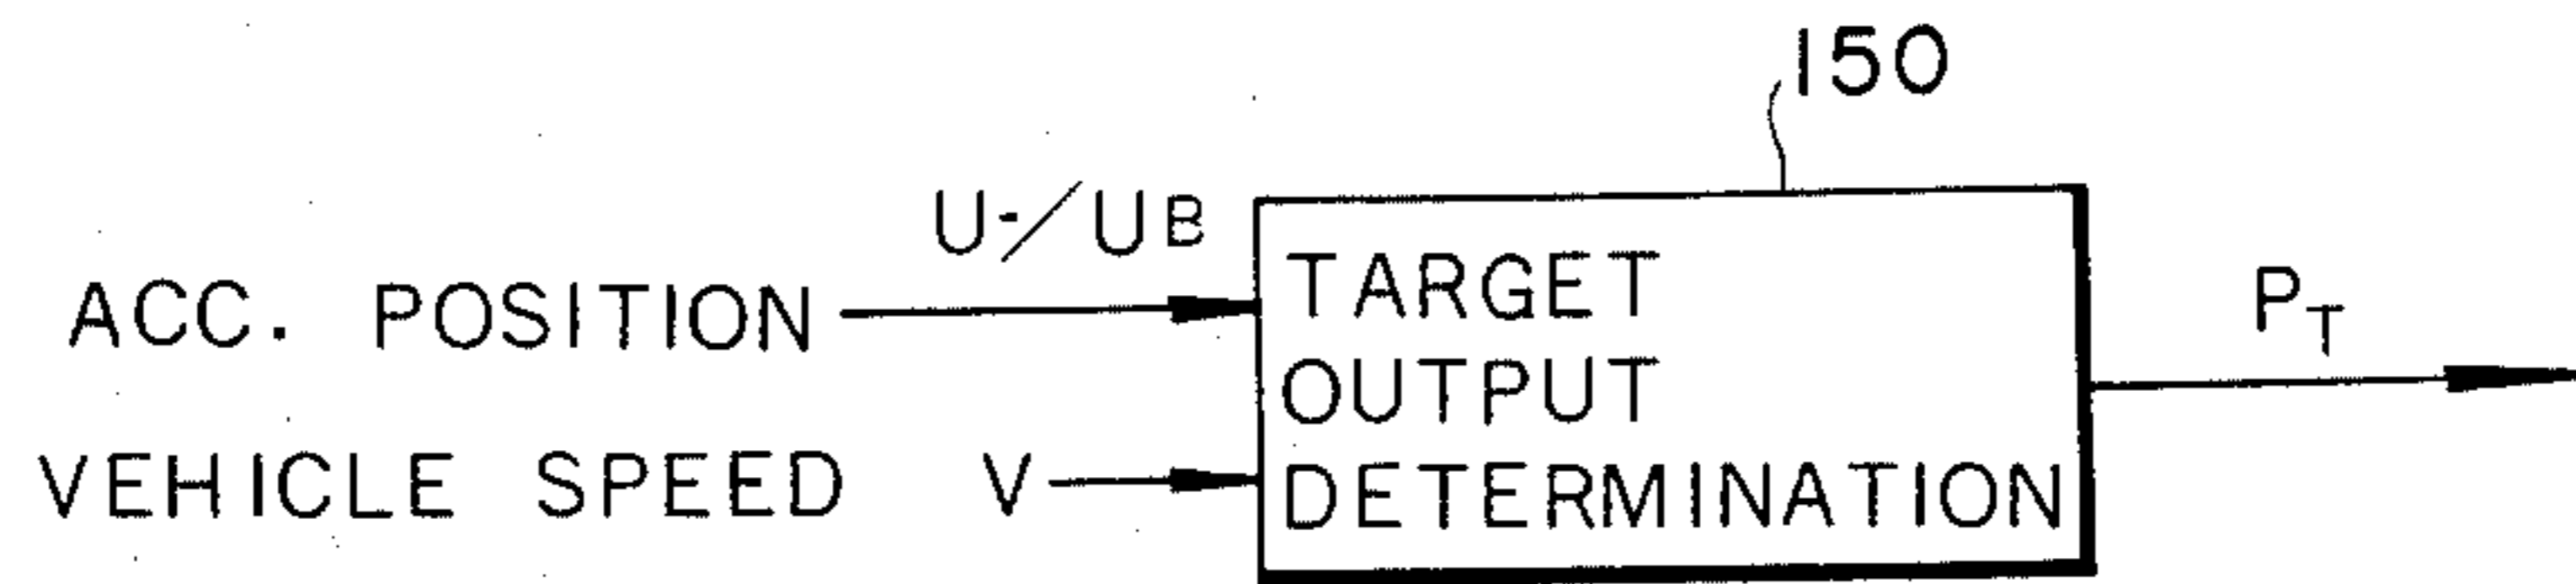 150
U-/UB
ACC. POSITION
TARGET
OUTPUT
DETERMINATION
PT
VEHICLE SPEED V